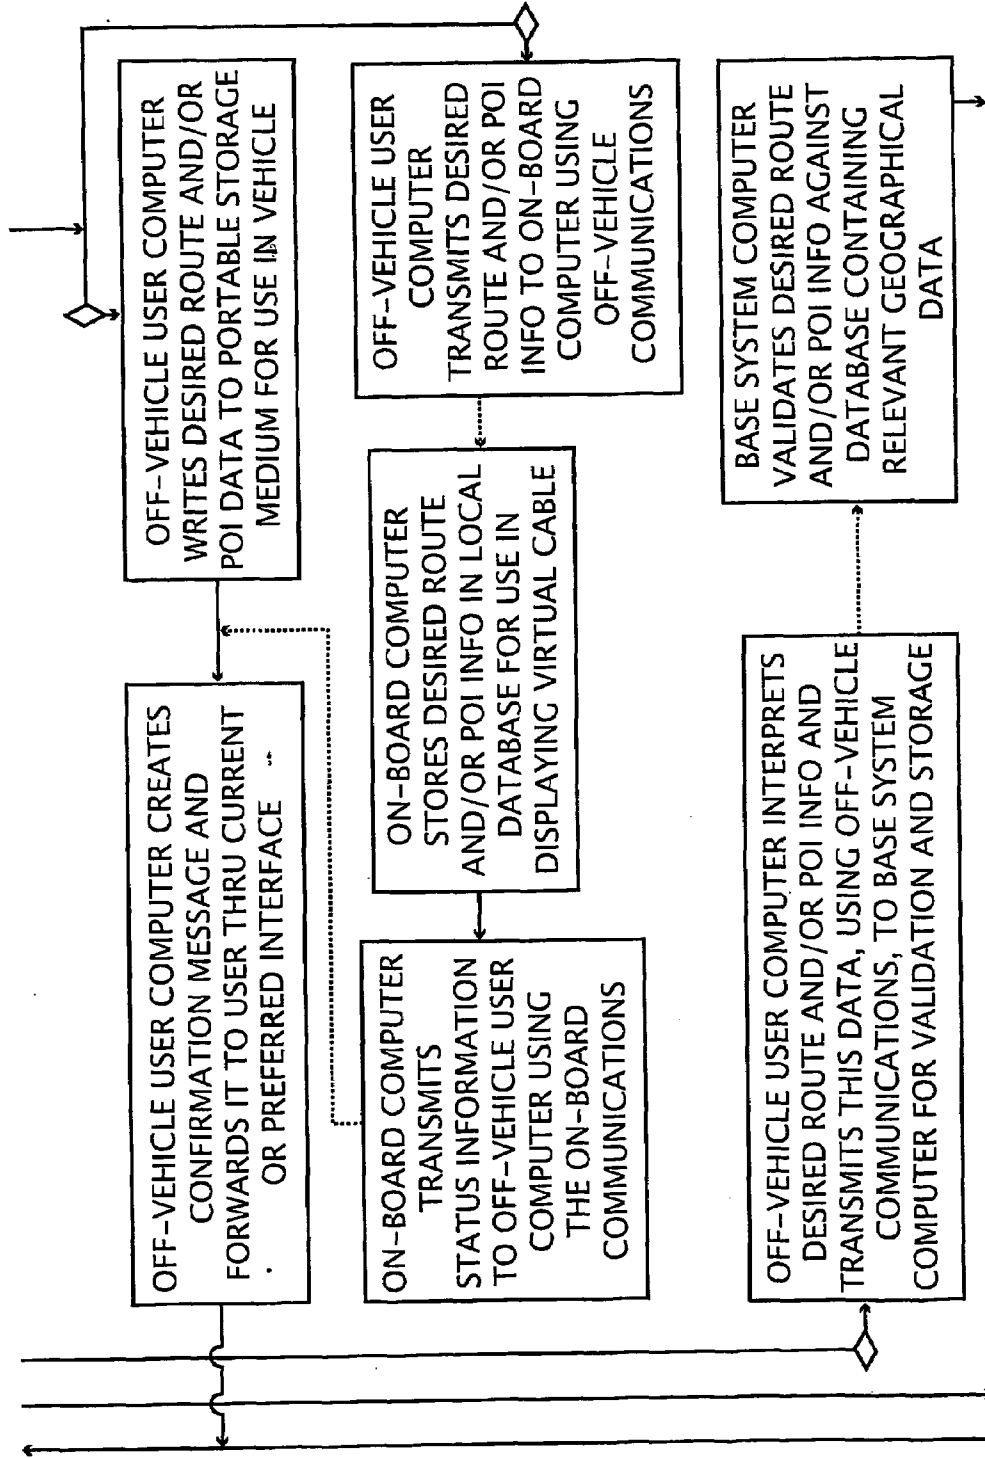 OFF-VEHICLE USER COMPUTER CREATES
CONFIRMATION MESSAGE AND
FORWARDS IT TO USER THRU CURRENT
OR PREFERRED INTERFACE
OFF-VEHICLE USER COMPUTER
WRITES DESIRED ROUTE AND/OR
POI DATA TO PORTABLE STORAGE
MEDIUM FOR USE IN VEHICLE
ON-BOARD COMPUTER
TRANSMITS
STATUS INFORMATION
TO OFF-VEHICLE USER
COMPUTER USING
THE ON-BOARD
COMMUNICATIONS
ON-BOARD COMPUTER
STORES DESIRED ROUTE
AND/OR POI INFO IN LOCAL
DATABASE FOR USE IN
DISPLAYING VIRTUAL CABLE
OFF-VEHICLE USER
COMPUTER
TRANSMITS DESIRED
ROUTE AND/OR POI
INFO TO ON-BOARD
COMPUTER USING
OFF-VEHICLE
COMMUNICATIONS
OFF-VEHICLE USER COMPUTER INTERPRETS
DESIRED ROUTE AND/OR POI INFO AND
TRANSMITS THIS DATA, USING OFF-VEHICLE
COMMUNICATIONS, TO BASE SYSTEM
COMPUTER FOR VALIDATION AND STORAGE
BASE SYSTEM COMPUTER
VALIDATES DESIRED ROUTE
AND/OR POI INFO AGAINST
DATABASE CONTAINING
RELEVANT GEOGRAPHICAL
DATA